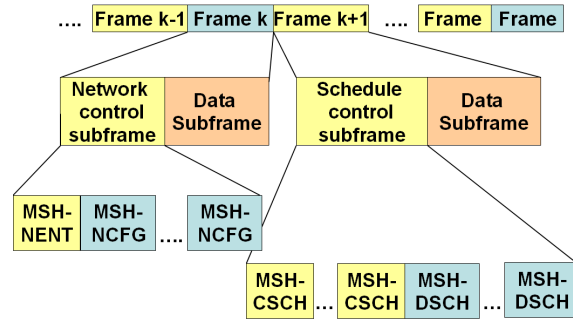 .... Frame k-1 Frame k Frame k+1 .... Frame Frame
Network control subframe
Data Subframe
Schedule control subframe
Data Subframe
MSH-NENT
MSH-NCFG
....
MSH-NCFG
MSH-CSCH
...
MSH-CSCH
MSH-DSCH
...
MSH-DSCH